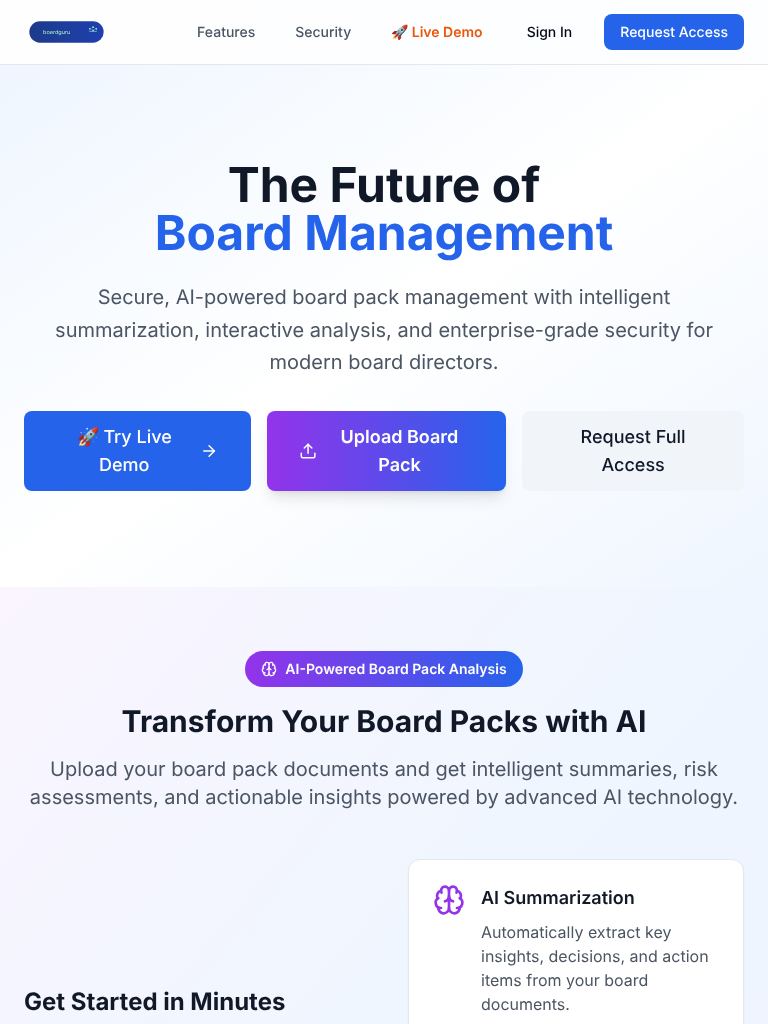 boardguru
Features
Security
🚀 Live Demo
Sign In
Request Access
The Future of
Board Management
Secure, AI-powered board pack management with intelligent
summarization, interactive analysis, and enterprise-grade security for
modern board directors.
🚀 Try Live
Demo
Upload Board
Pack
Request Full
Access
AI-Powered Board Pack Analysis
Transform Your Board Packs with AI
Upload your board pack documents and get intelligent summaries, risk
assessments, and actionable insights powered by advanced AI technology.
Get Started in Minutes
AI Summarization
Automatically extract key
insights, decisions, and action
items from your board
documents.